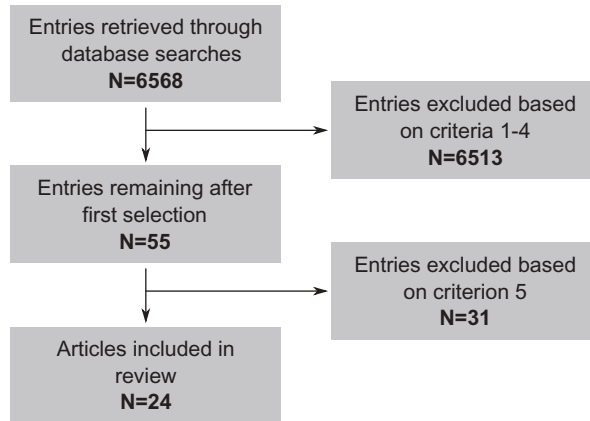 Entries retrieved through
database searches
N=6568
Entries excluded based
on criteria 1-4
N=6513
Entries remaining after
first selection
N=55
Entries excluded based
on criterion 5
N=31
Articles included in
review
N=24